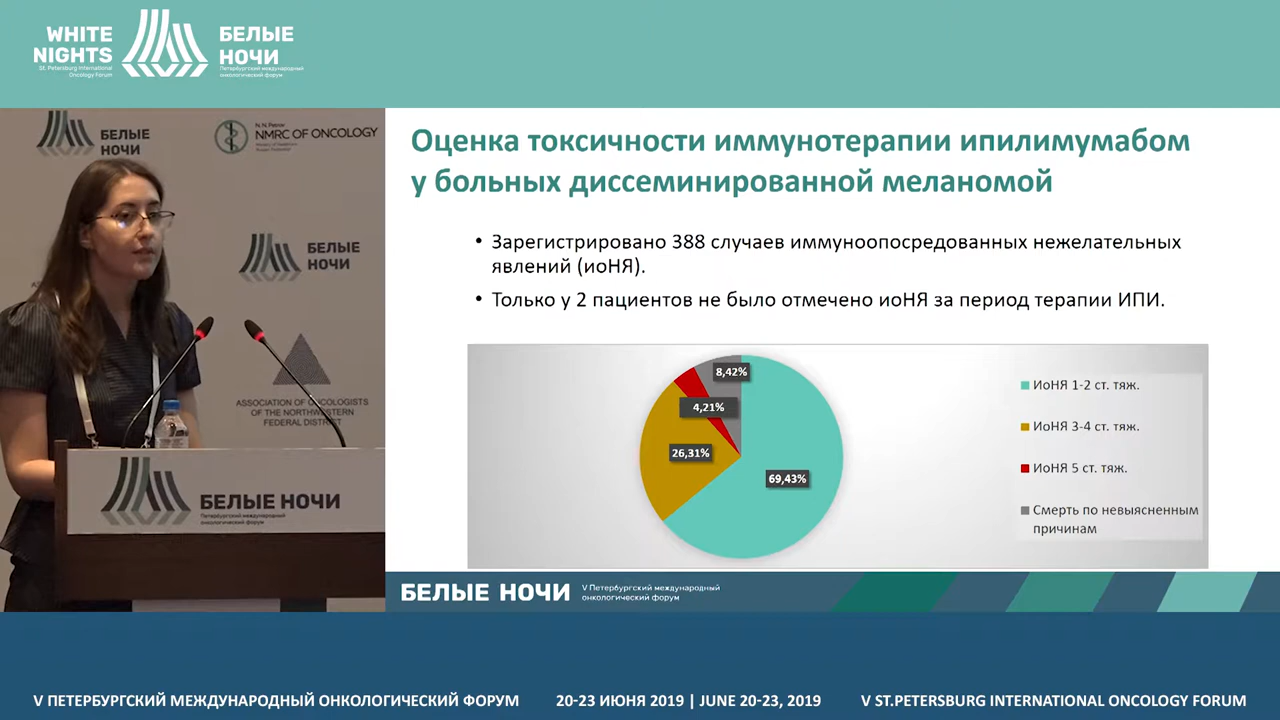 WHITE
NIGHTS
St. Petersburg International
Oncology Forum
БЕЛЫЕ
НОЧИ
Петербургский международный
онкологический форум
БЕЛЫЕ
НОЧИ
N.N. Petrov
NMRC OF ONCOLOGY
БЕЛЫЕ
НОЧИ
ASSOCIATION OF ONCOLOGISTS
OF THE NORTHWESTERN
FEDERAL DISTRICT
БЕЛЫЕ НОЧИ
Петербургский международный
онкологический форум
Оценка токсичности иммунотерапии ипилимумабом
у больных диссеминированной меланомой
• Зарегистрировано 388 случаев иммуноопосредованных нежелательных
явлений (иоНЯ).
• Только у 2 пациентов не было отмечено иоНЯ за период терапии ИПИ.
8,42%
4,21%
26,31%
69,43%
ИоНЯ 1-2 ст. тяж.
ИоНЯ 3-4 ст. тяж.
ИоНЯ 5 ст. тяж.
Смерть по невыясненным
причинам
БЕЛЫЕ НОЧИ
V Петербургский международный
онкологический форум
V ПЕТЕРБУРГСКИЙ МЕЖДУНАРОДНЫЙ ОНКОЛОГИЧЕСКИЙ ФОРУМ
20-23 ИЮНЯ 2019 | JUNE 20-23, 2019
V ST.PETERSBURG INTERNATIONAL ONCOLOGY FORUM